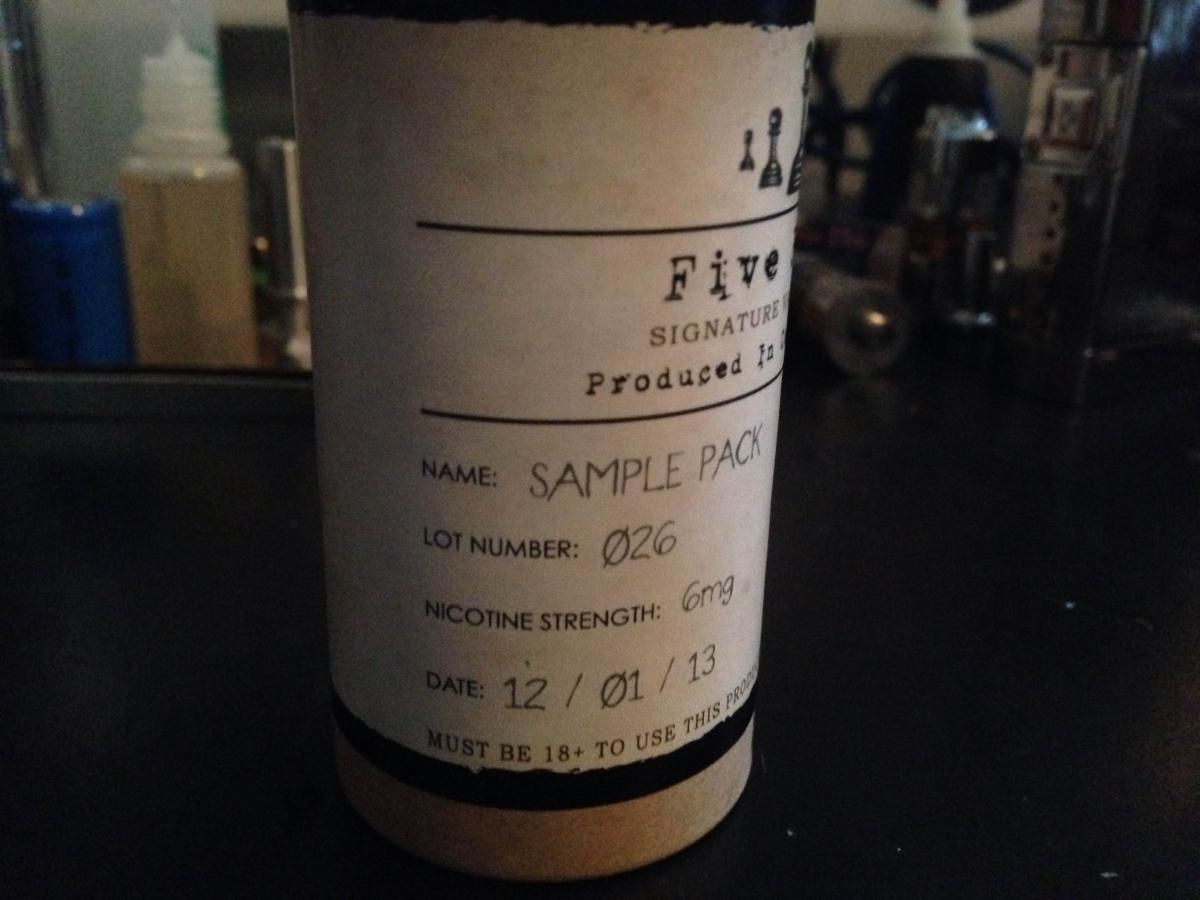 Five
SIGNATURE
Produced In
NAME: SAMPLE PACK
LOT NUMBER: Ø26
NICOTINE STRENGTH: 6mg
DATE: 12 / Ø1 / 13
MUST BE 18+ TO USE THIS